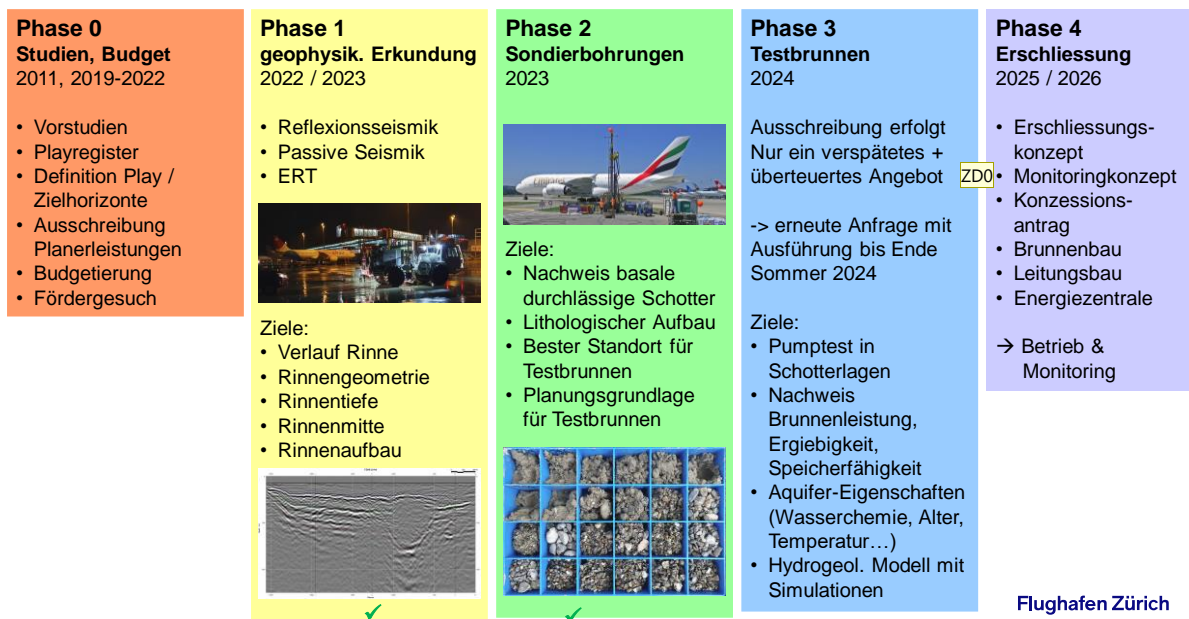 Phase 0
Studien, Budget
2011, 2019-2022
• Vorstudien
• Playregister
• Definition Play /
Zielhorizonte
• Ausschreibung
Planerleistungen
• Budgetierung
• Fördergesuch
Phase 1
geophysik. Erkundung
2022 / 2023
• Reflexionsseismik
• Passive Seismik
• ERT
Ziele:
• Verlauf Rinne
• Rinnengeometrie
• Rinnentiefe
• Rinnenmitte
• Rinnenaufbau
✓
Phase 2
Sondierbohrungen
2023
Emirates
Ziele:
• Nachweis basale
durchlässige Schotter
• Lithologischer Aufbau
• Bester Standort für
Testbrunnen
• Planungsgrundlage
für Testbrunnen
✓
Phase 3
Testbrunnen
2024
Ausschreibung erfolgt
Nur ein verspätetes +
überteuertes Angebot
-> erneute Anfrage mit
Ausführung bis Ende
Sommer 2024
Ziele:
• Pumptest in
Schotterlagen
• Nachweis
Brunnenleistung,
Ergiebigkeit,
Speicherfähigkeit
• Aquifer-Eigenschaften
(Wasserchemie, Alter,
Temperatur…)
• Hydrogeol. Modell mit
Simulationen
ZD0
Phase 4
Erschliessung
2025 / 2026
• Erschliessungs-
konzept
• Monitoringkonzept
• Konzessions-
antrag
• Brunnenbau
• Leitungsbau
• Energiezentrale
→ Betrieb &
Monitoring
Flughafen Zürich